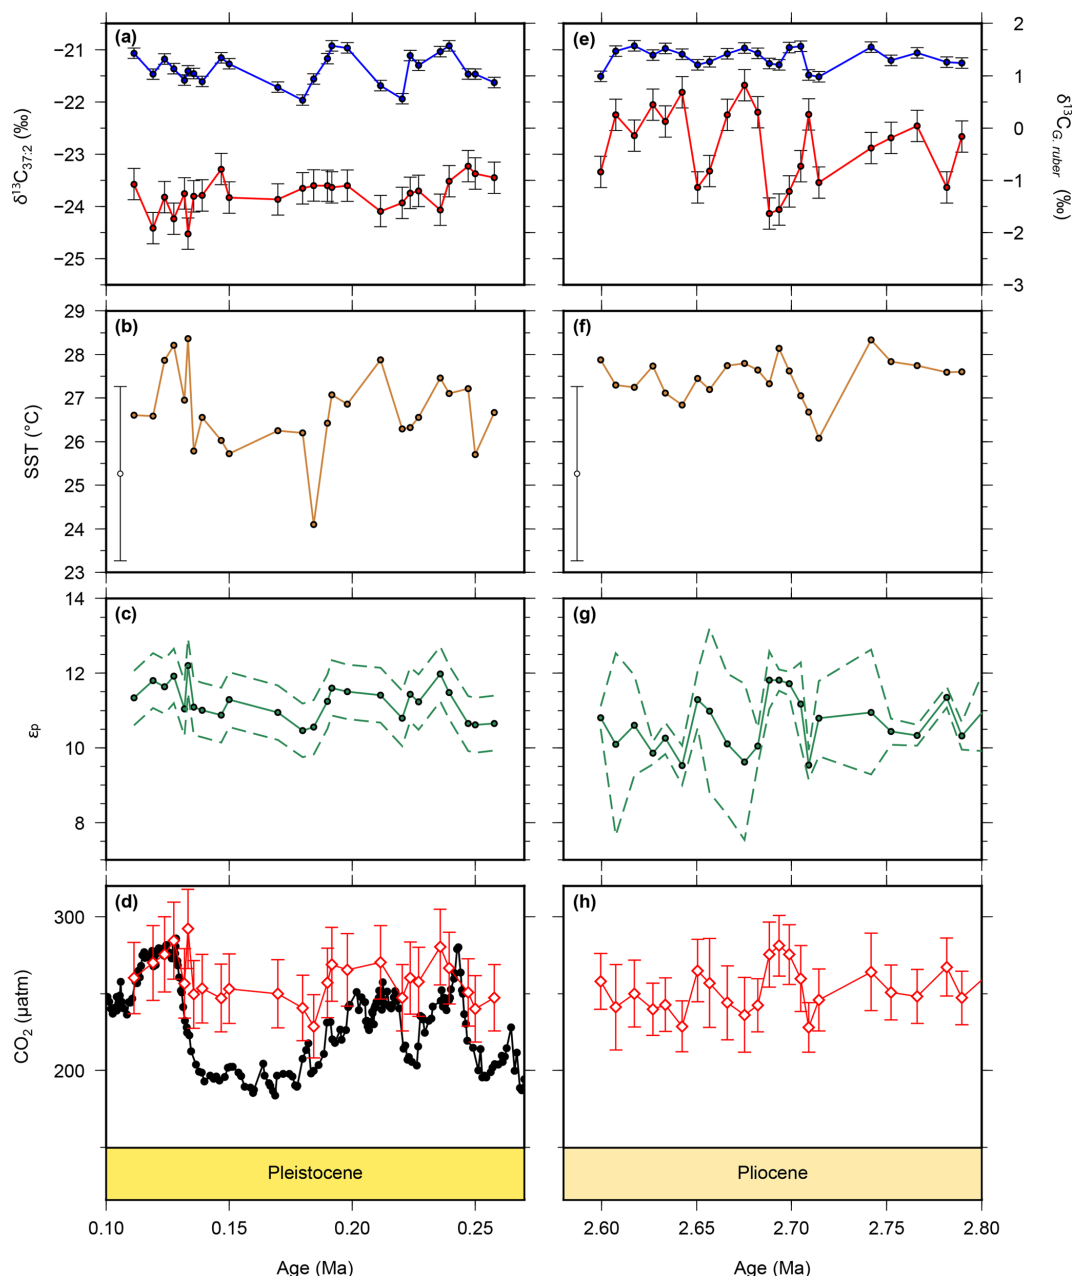 (a)
−21
−22
−23
−24
−25
δ¹³C₃₇:₂ (‰)
(e)
2
1
0
−1
−2
−3
δ¹³C G. ruber (‰)
(b)
29
28
27
26
25
24
23
SST (°C)
(f)
(c)
14
12
10
8
εp
(g)
(d)
300
200
CO₂ (µatm)
(h)
Pleistocene
Pliocene
0.10 0.15 0.20 0.25
2.60 2.65 2.70 2.75 2.80
Age (Ma)
Age (Ma)